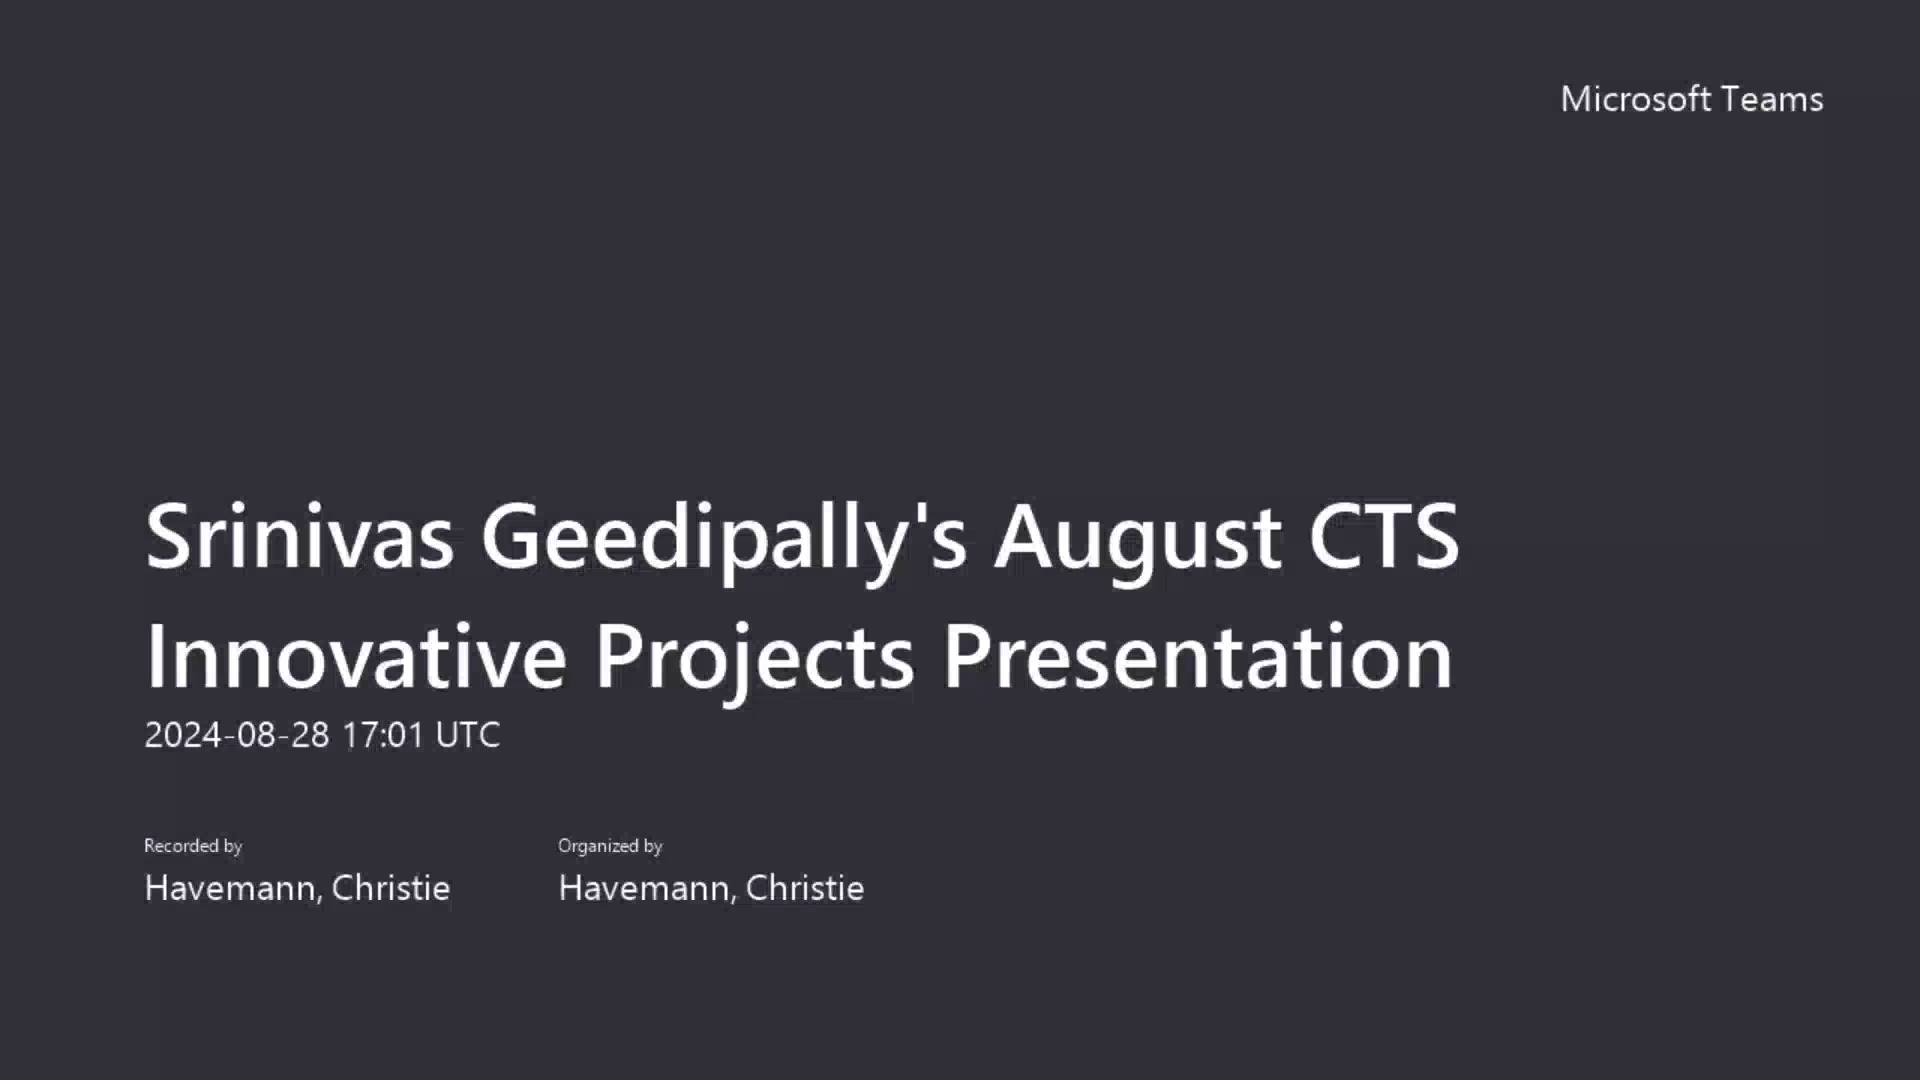 Microsoft Teams
Srinivas Geedipally's August CTS
Innovative Projects Presentation
2024-08-28 17:01 UTC
Recorded by
Organized by
Havemann, Christie
Havemann, Christie